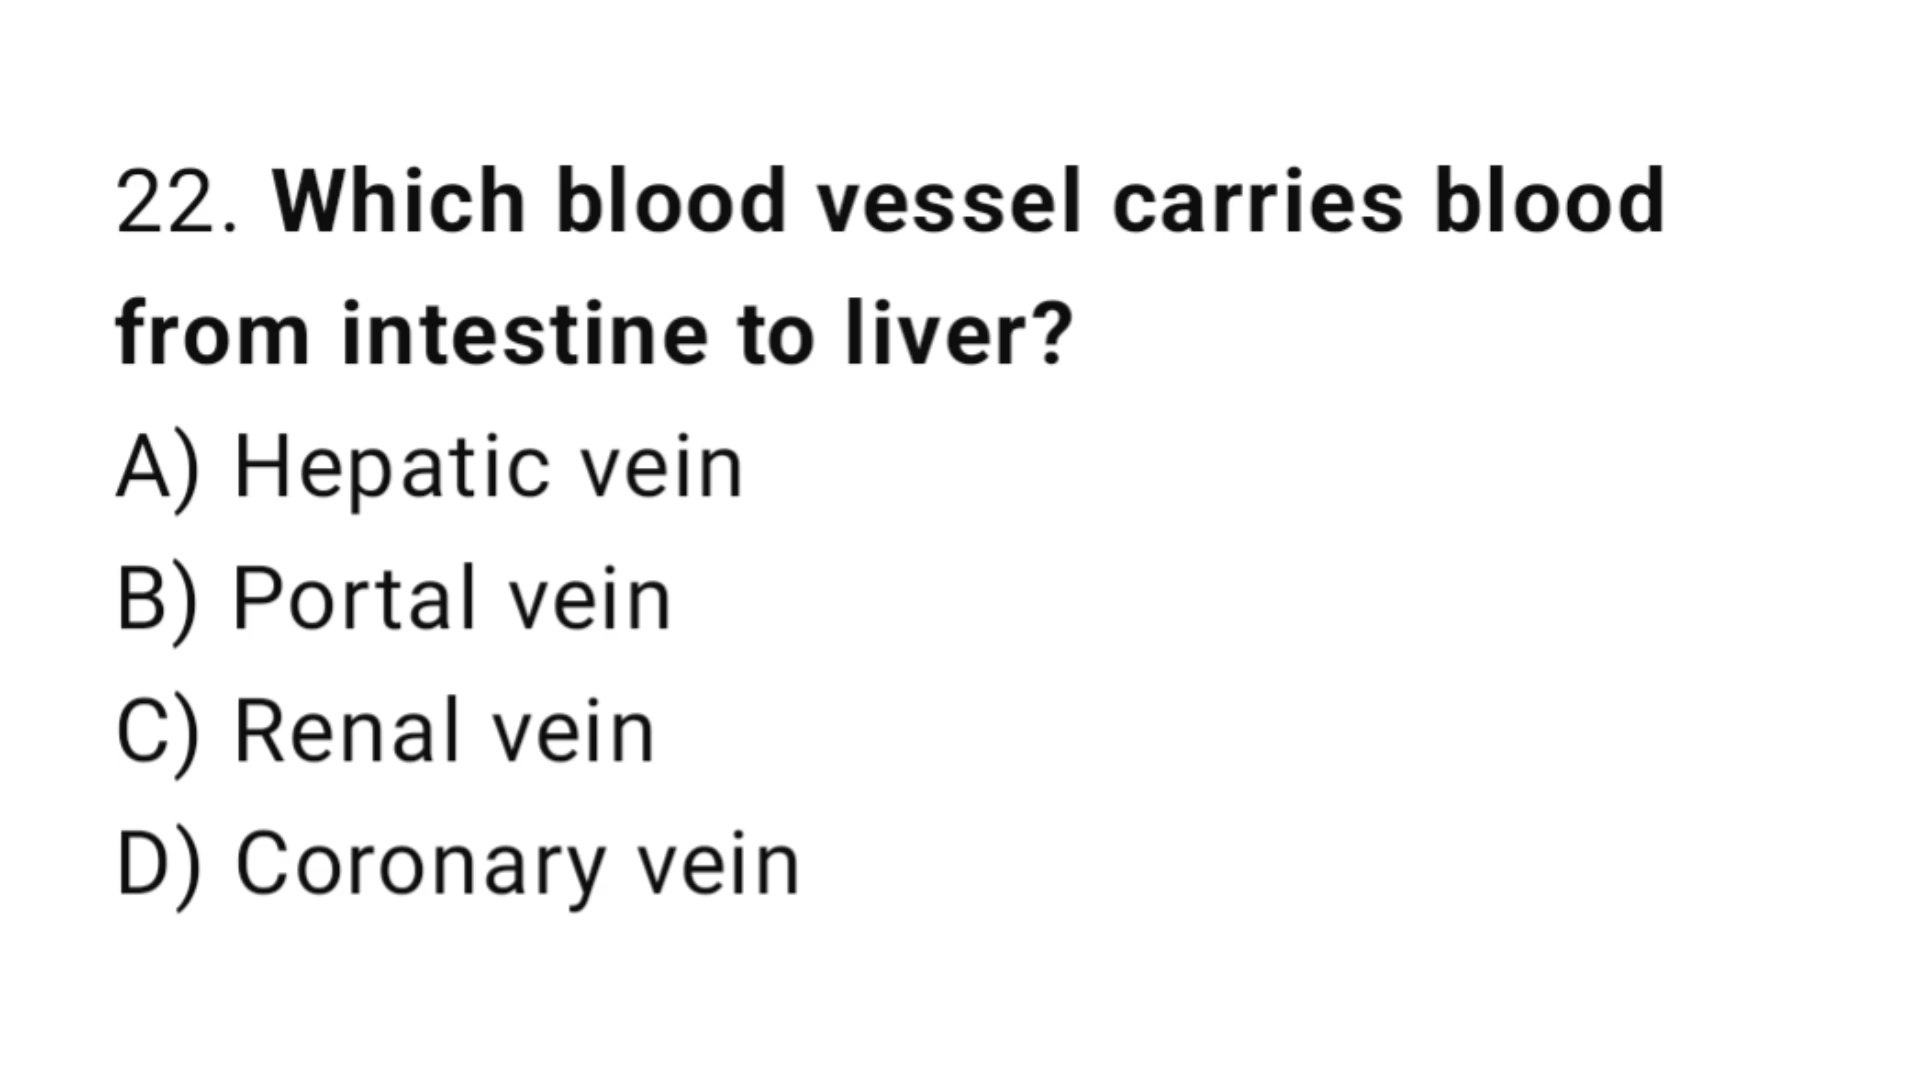 22. Which blood vessel carries blood
from intestine to liver?
A) Hepatic vein
B) Portal vein
C) Renal vein
D) Coronary vein